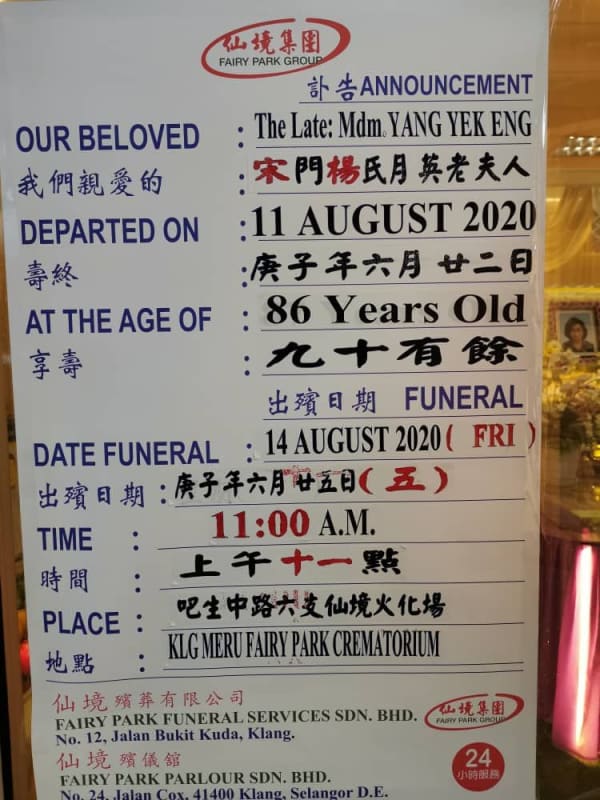 仙境集團
FAIRY PARK GROUP
訃告ANNOUNCEMENT
OUR BELOVED : The Late: Mdm. YANG YEK ENG
我們親愛的 : 宋門楊氏月英老夫人
DEPARTED ON : 11 AUGUST 2020
壽終 : 庚子年六月廿二日
AT THE AGE OF : 86 Years Old
享壽 : 九十有餘
出殯日期 FUNERAL
DATE FUNERAL : 14 AUGUST 2020 ( FRI )
出殯日期 : 庚子年六月廿五日(五)
TIME : 11:00 A.M.
時間 : 上午十一點
PLACE : 吧生中路六支仙境火化場
地點 : KLG MERU FAIRY PARK CREMATORIUM
仙境殯葬有限公司
FAIRY PARK FUNERAL SERVICES SDN. BHD.
No. 12, Jalan Bukit Kuda, Klang.
仙境集團
FAIRY PARK GROUP
仙境殯儀館
FAIRY PARK PARLOUR SDN. BHD.
No. 24, Jalan Cox, 41400 Klang, Selangor D.E.
24
小時服務